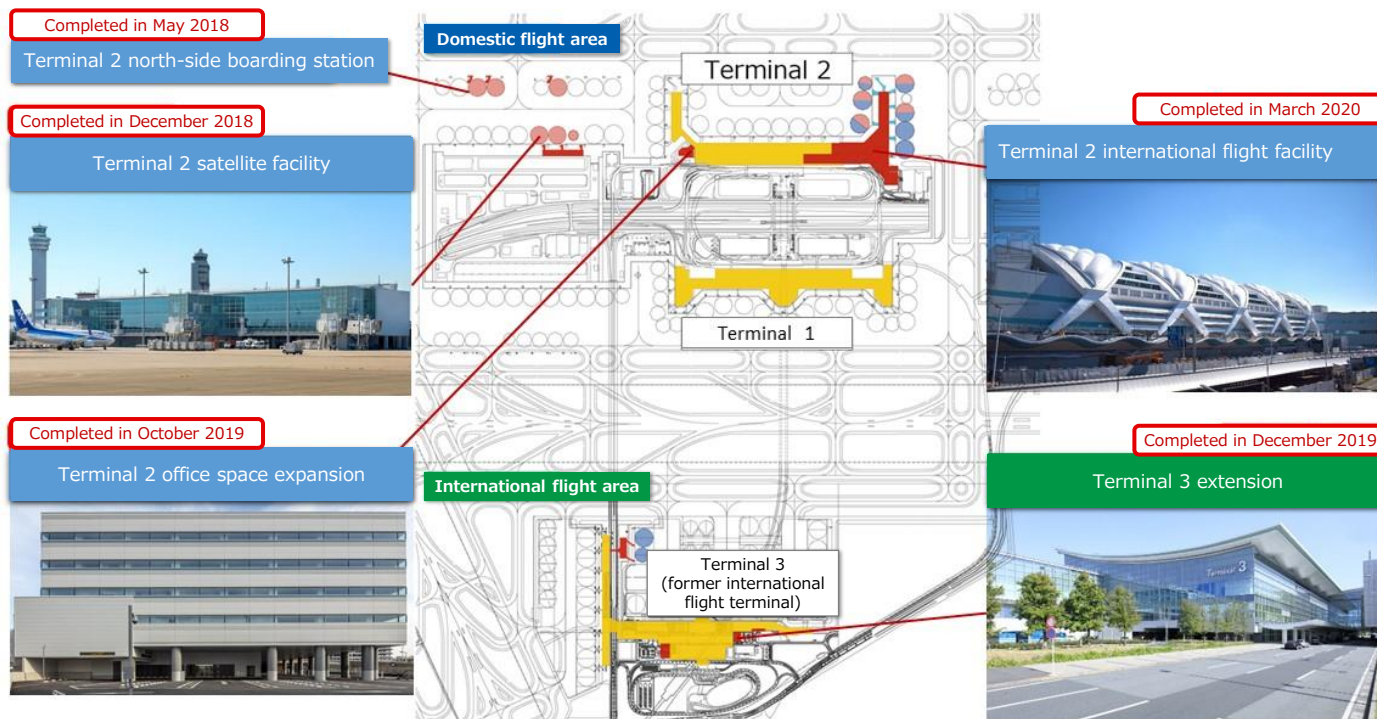 Completed in May 2018
Terminal 2 north-side boarding station
Completed in December 2018
Terminal 2 satellite facility
Completed in October 2019
Terminal 2 office space expansion
Domestic flight area
Terminal 2
Terminal 1
International flight area
Terminal 3
(former international
flight terminal)
Completed in March 2020
Terminal 2 international flight facility
Completed in December 2019
Terminal 3 extension
Terminal 3